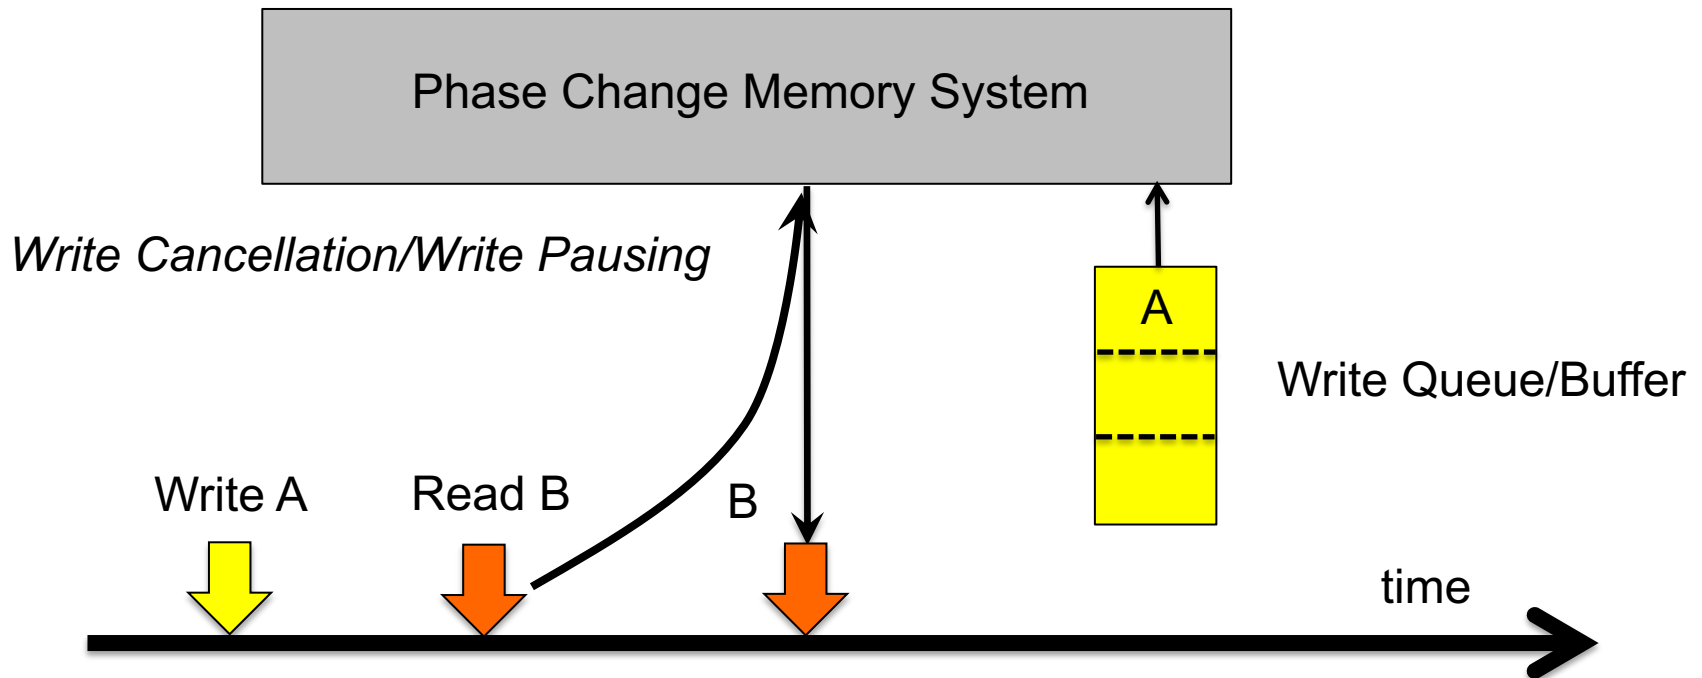 Phase Change Memory System
Write Cancellation/Write Pausing
A
Write Queue/Buffer
Write A
Read B
B
time